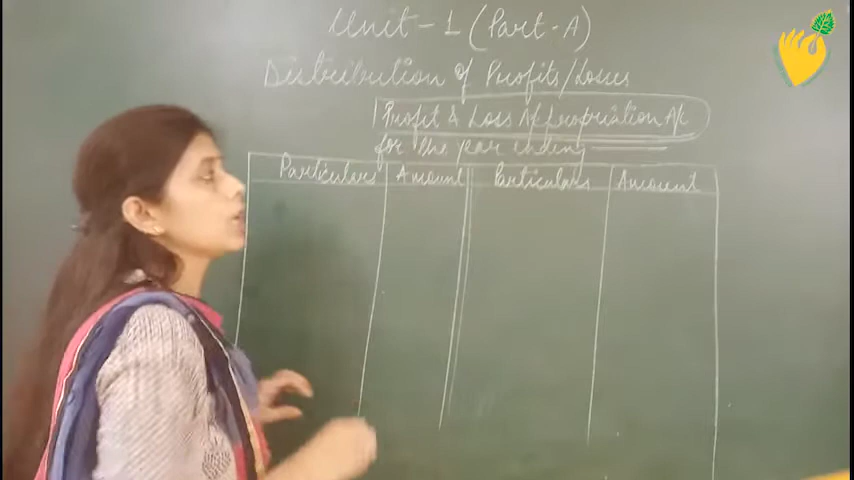 Unit - 1 (Part - A)
Distribution of Profits/Losses
Profit & Loss Appropriation A/c
for the year ending
Particulars Amount Particulars Amount